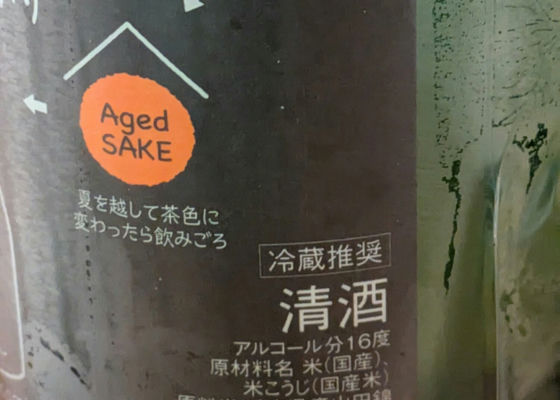 Aged
SAKE
夏を越して茶色に
変わったら飲みごろ
冷蔵推奨
清酒
アルコール分16度
原材料名 米(国産)、
米こうじ(国産米)